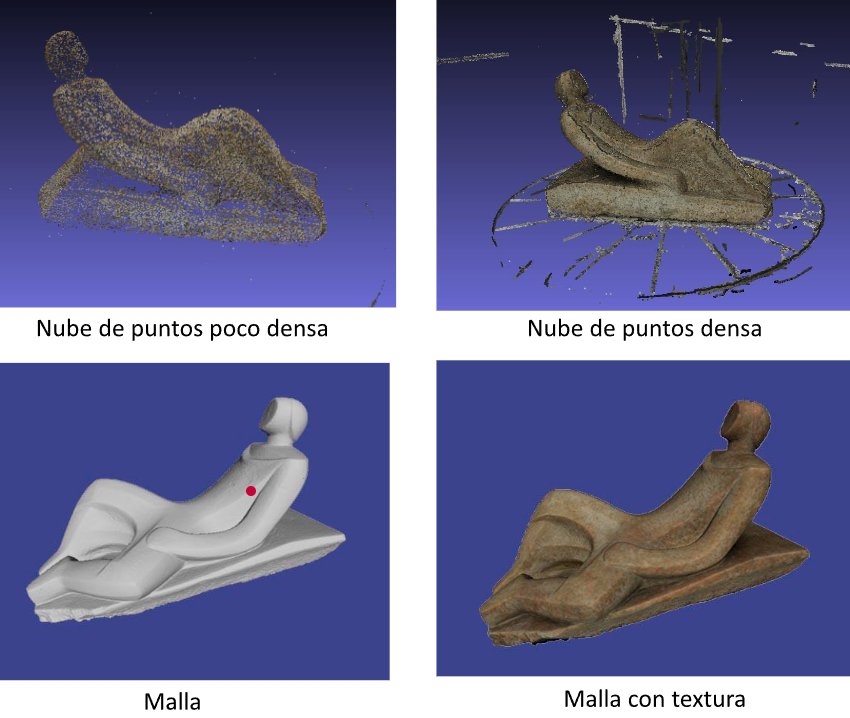 Nube de puntos poco densa
Nube de puntos densa
Malla
Malla con textura